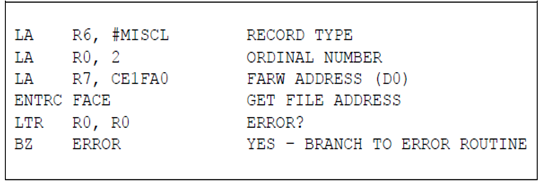 LA R6, #MISCL RECORD TYPE
LA R0, 2 ORDINAL NUMBER
LA R7, CE1FA0 FARW ADDRESS (D0)
ENTRC FACE GET FILE ADDRESS
LTR R0, R0 ERROR?
BZ ERROR YES - BRANCH TO ERROR ROUTINE